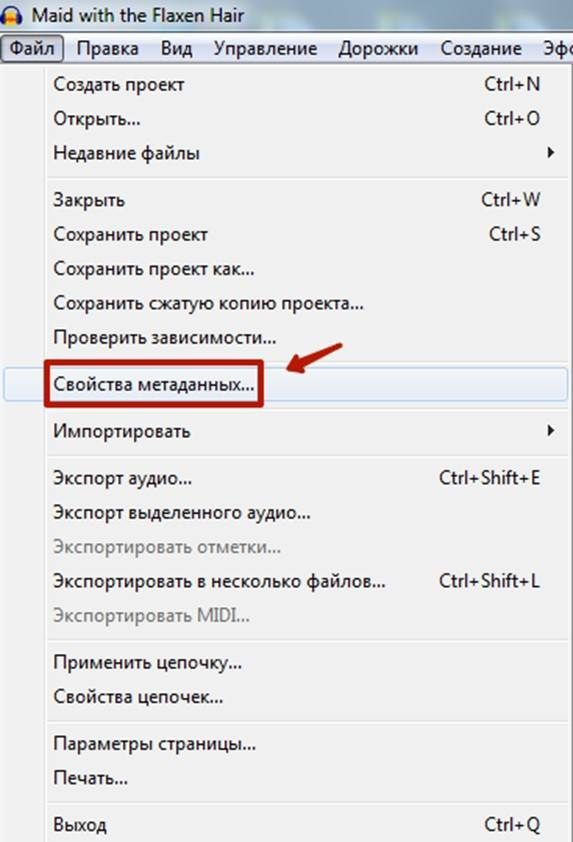 Maid with the Flaxen Hair
Файл Правка Вид Управление Дорожки Создание Эфф
Создать проект Ctrl+N
Открыть... Ctrl+O
Недавние файлы
Закрыть Ctrl+W
Сохранить проект Ctrl+S
Сохранить проект как...
Сохранить сжатую копию проекта...
Проверить зависимости...
Свойства метаданных...
Импортировать
Экспорт аудио... Ctrl+Shift+E
Экспорт выделенного аудио...
Экспортировать отметки...
Экспортировать в несколько файлов... Ctrl+Shift+L
Экспортировать MIDI...
Применить цепочку...
Свойства цепочек...
Параметры страницы...
Печать...
Выход Ctrl+Q